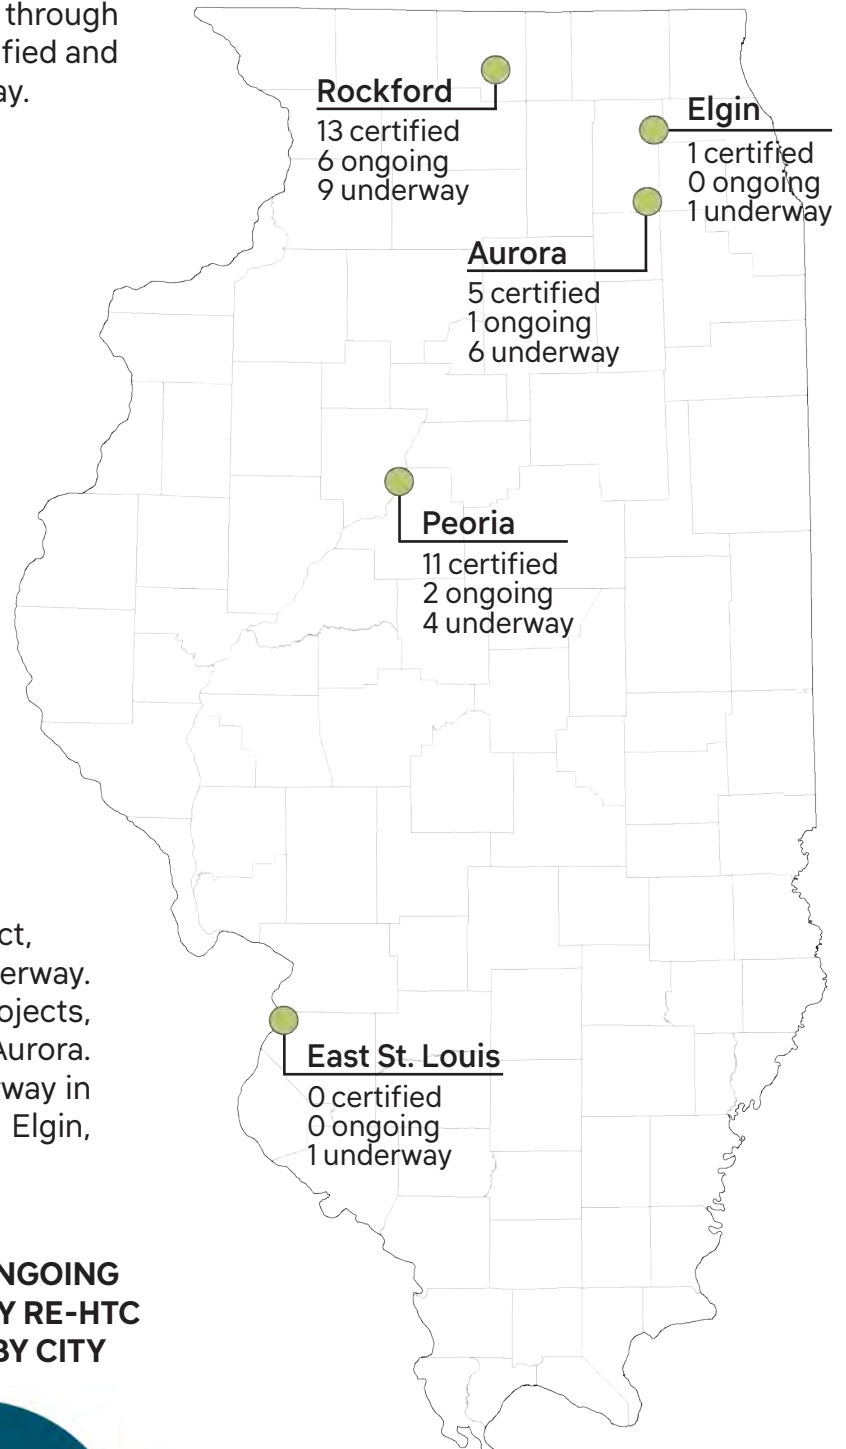 through
fied and
ay.
Rockford
13 certified
6 ongoing
9 underway
Elgin
1 certified
0 ongoing
1 underway
Aurora
5 certified
1 ongoing
6 underway
Peoria
11 certified
2 ongoing
4 underway
ct,
erway.
ojects,
Aurora.
rway in
Elgin,
East St. Louis
0 certified
0 ongoing
1 underway
NGOING
Y RE-HTC
BY CITY